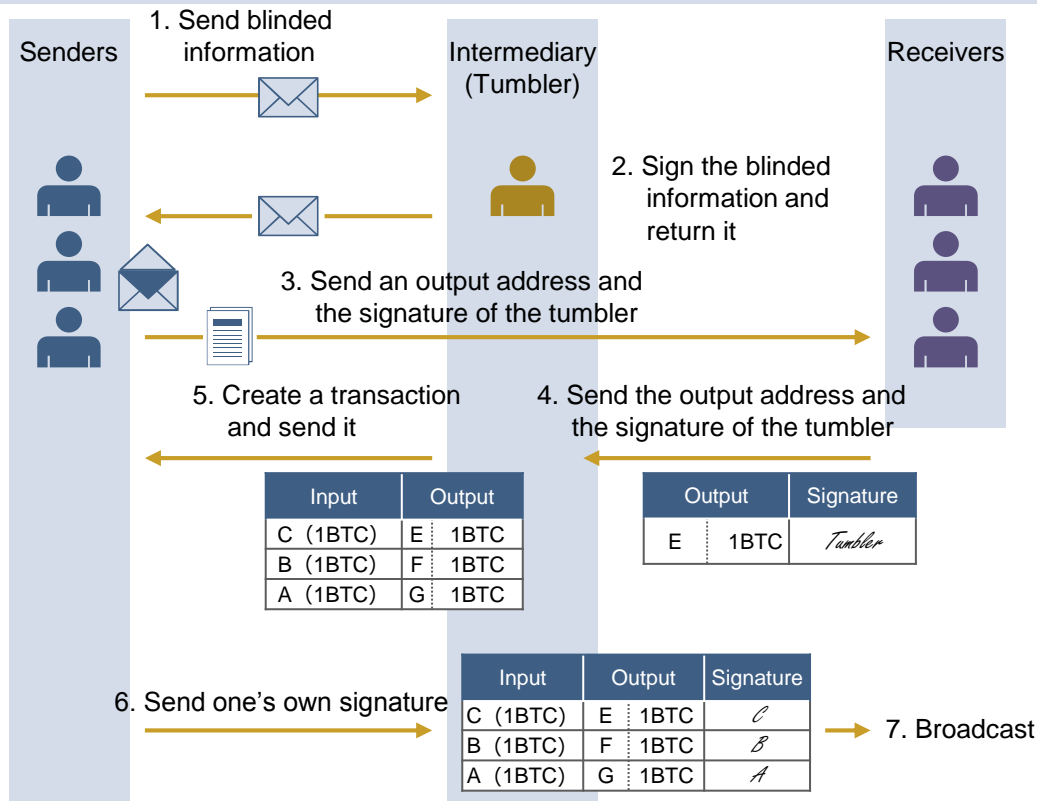 1. Send blinded
information
Senders
Intermediary
(Tumbler)
Receivers
2. Sign the blinded
information and
return it
3. Send an output address and
the signature of the tumbler
5. Create a transaction
and send it
4. Send the output address and
the signature of the tumbler
Input Output
C (1BTC) E 1BTC
B (1BTC) F 1BTC
A (1BTC) G 1BTC
Output Signature
E 1BTC Tumbler
6. Send one's own signature
Input Output Signature
C (1BTC) E 1BTC C
B (1BTC) F 1BTC B
A (1BTC) G 1BTC A
7. Broadcast